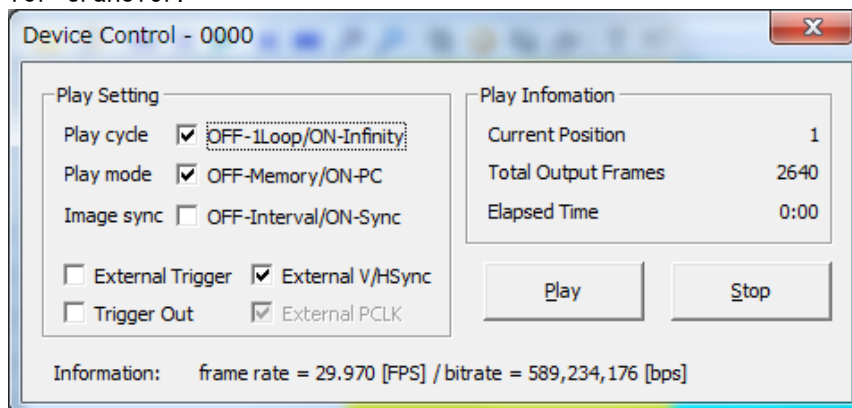 Device Control - 0000
Play Setting
Play cycle OFF-1Loop/ON-Infinity
Play mode OFF-Memory/ON-PC
Image sync OFF-Interval/ON-Sync
External Trigger External V/HSync
Trigger Out External PCLK
Play Infomation
Current Position 1
Total Output Frames 2640
Elapsed Time 0:00
Play Stop
Information: frame rate = 29.970 [FPS] / bitrate = 589,234,176 [bps]